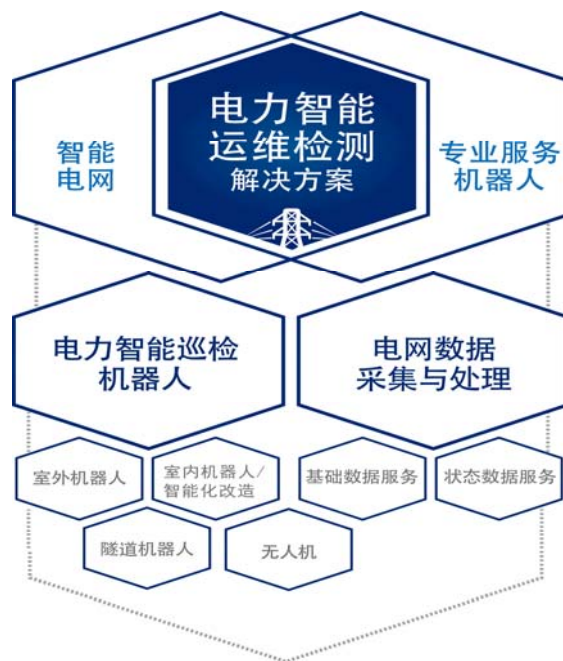 电力智能
运维检测
解决方案
智能
电网
专业服务
机器人
电力智能巡检
机器人
电网数据
采集与处理
室外机器人
室内机器人/
智能化改造
基础数据服务
状态数据服务
隧道机器人
无人机